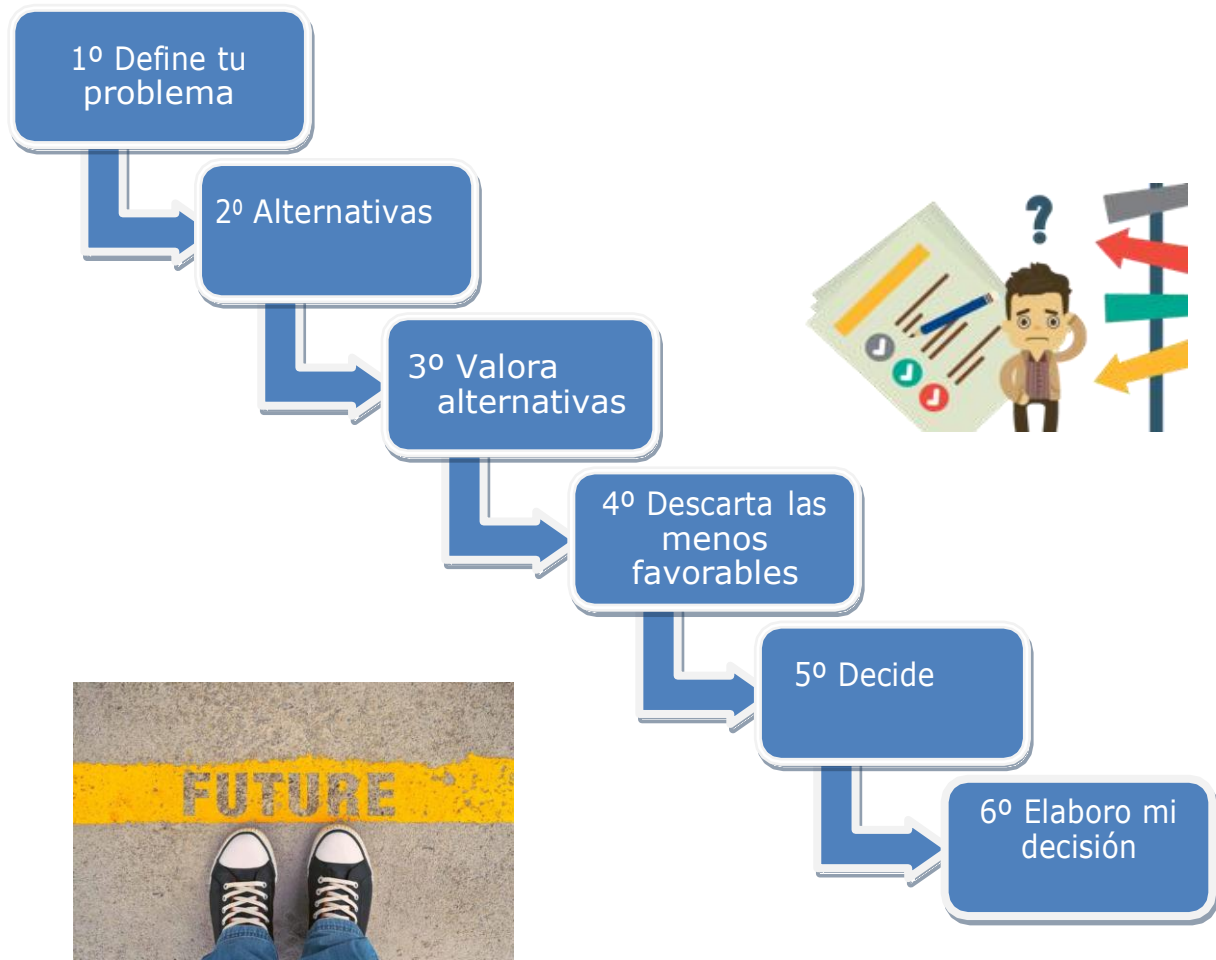 1º Define tu
problema
2º Alternativas
3º Valora
alternativas
?
4º Descarta las
menos
favorables
5º Decide
FUTURE
6º Elaboro mi
decisión